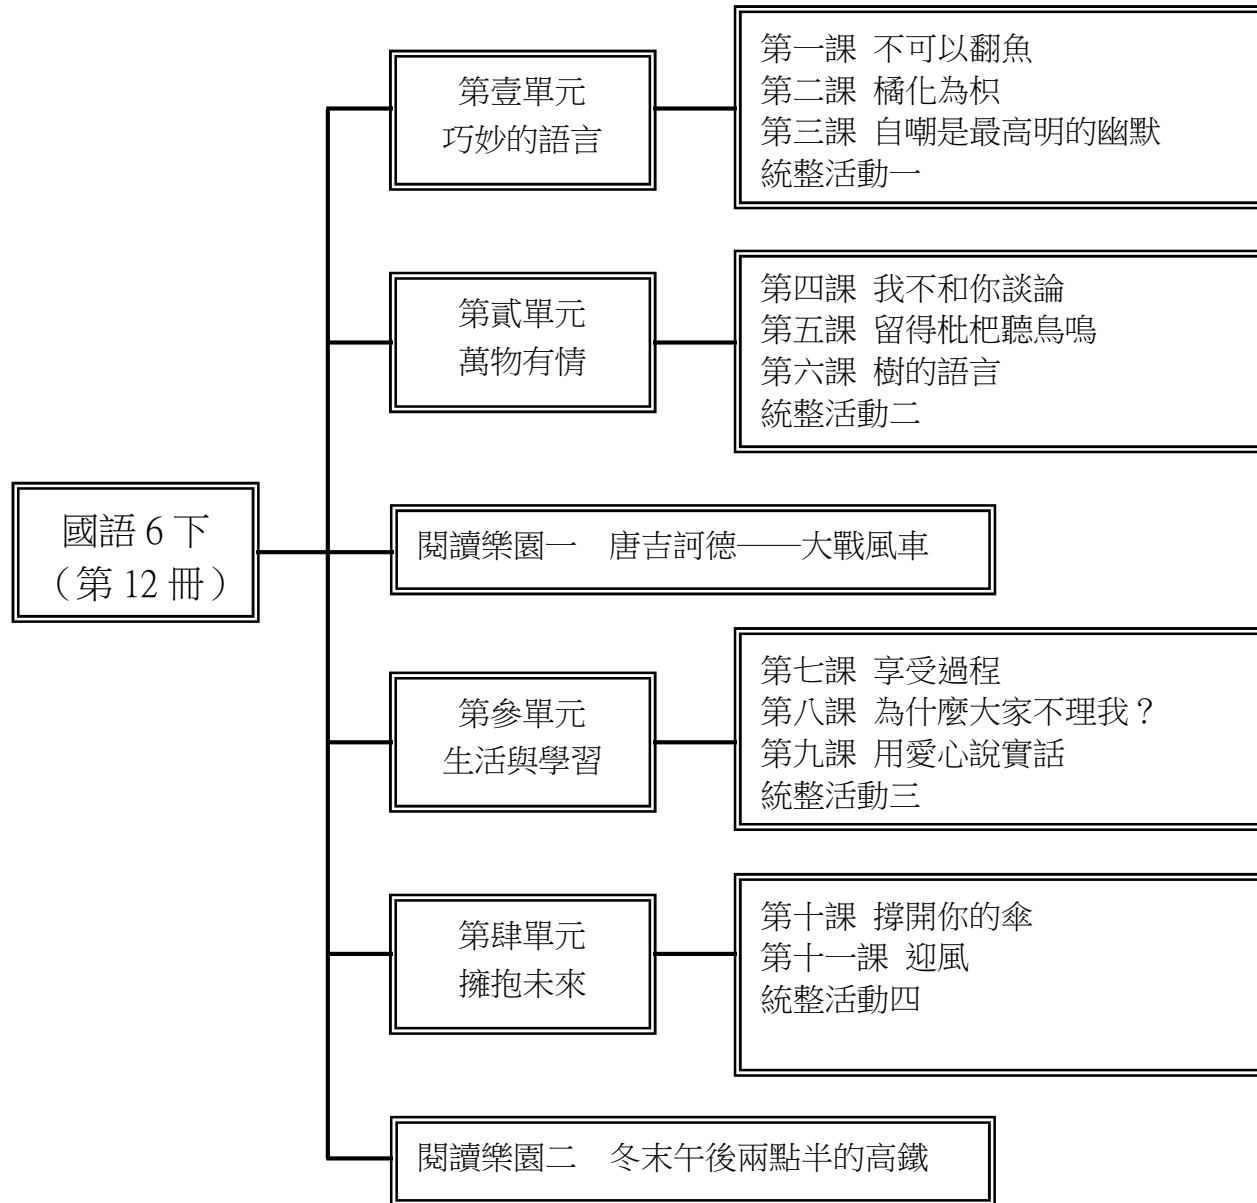 國語 6 下
（第 12 冊）
第壹單元
巧妙的語言
第一課 不可以翻魚
第二課 橘化為枳
第三課 自嘲是最高明的幽默
統整活動一
第貳單元
萬物有情
第四課 我不和你談論
第五課 留得枇杷聽鳥鳴
第六課 樹的語言
統整活動二
閱讀樂園一　唐吉訶德——大戰風車
第參單元
生活與學習
第七課 享受過程
第八課 為什麼大家不理我？
第九課 用愛心說實話
統整活動三
第肆單元
擁抱未來
第十課 撐開你的傘
第十一課 迎風
統整活動四
閱讀樂園二　冬末午後兩點半的高鐵